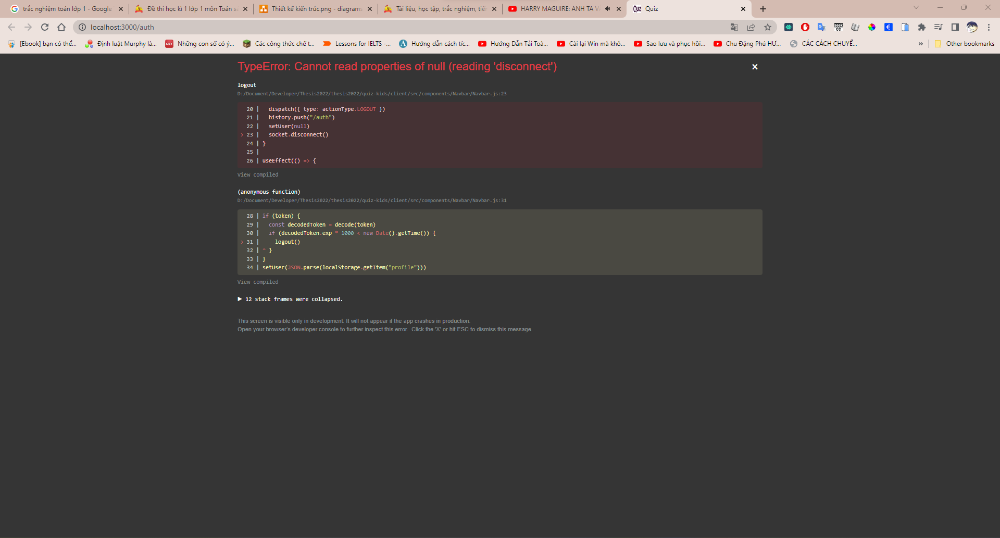 trắc nghiệm toán lớp 1 - Google
Đề thi học kì 1 lớp 1 môn Toán sá
Thiết kế kiến trúc.png - diagrams
Tài liệu, học tập, trắc nghiệm, tiến
HARRY MAGUIRE: ANH TA VA
Quiz Quiz
localhost:3000/auth
[Ebook] bạn có thể...
Định luật Murphy là...
GK Những con số có ý...
Các công thức chế t...
Lessons for IELTS -...
Hướng dẫn cách tíc...
Hướng Dẫn Tải Toà...
Cài lại Win mà khô...
Sao lưu và phục hồi...
Chu Đặng Phú HƯ...
CÁC CÁCH CHUYỂ...
» Other bookmarks
TypeError: Cannot read properties of null (reading 'disconnect') ×
logout
D:/Document/Developer/Thesis2022/thesis2022/quiz-kids/client/src/components/Navbar/Navbar.js:23
20 | dispatch({ type: actionType.LOGOUT })
21 | history.push("/auth")
22 | setUser(null)
> 23 | socket.disconnect()
24 | }
25 |
26 | useEffect(() => {
View compiled
(anonymous function)
D:/Document/Developer/Thesis2022/thesis2022/quiz-kids/client/src/components/Navbar/Navbar.js:31
28 | if (token) {
29 | const decodedToken = decode(token)
30 | if (decodedToken.exp * 1000 < new Date().getTime()) {
> 31 | logout()
32 | ^ }
33 | }
34 | setUser(JSON.parse(localStorage.getItem("profile")))
View compiled
▶ 12 stack frames were collapsed.
This screen is visible only in development. It will not appear if the app crashes in production.
Open your browser's developer console to further inspect this error. Click the 'X' or hit ESC to dismiss this message.